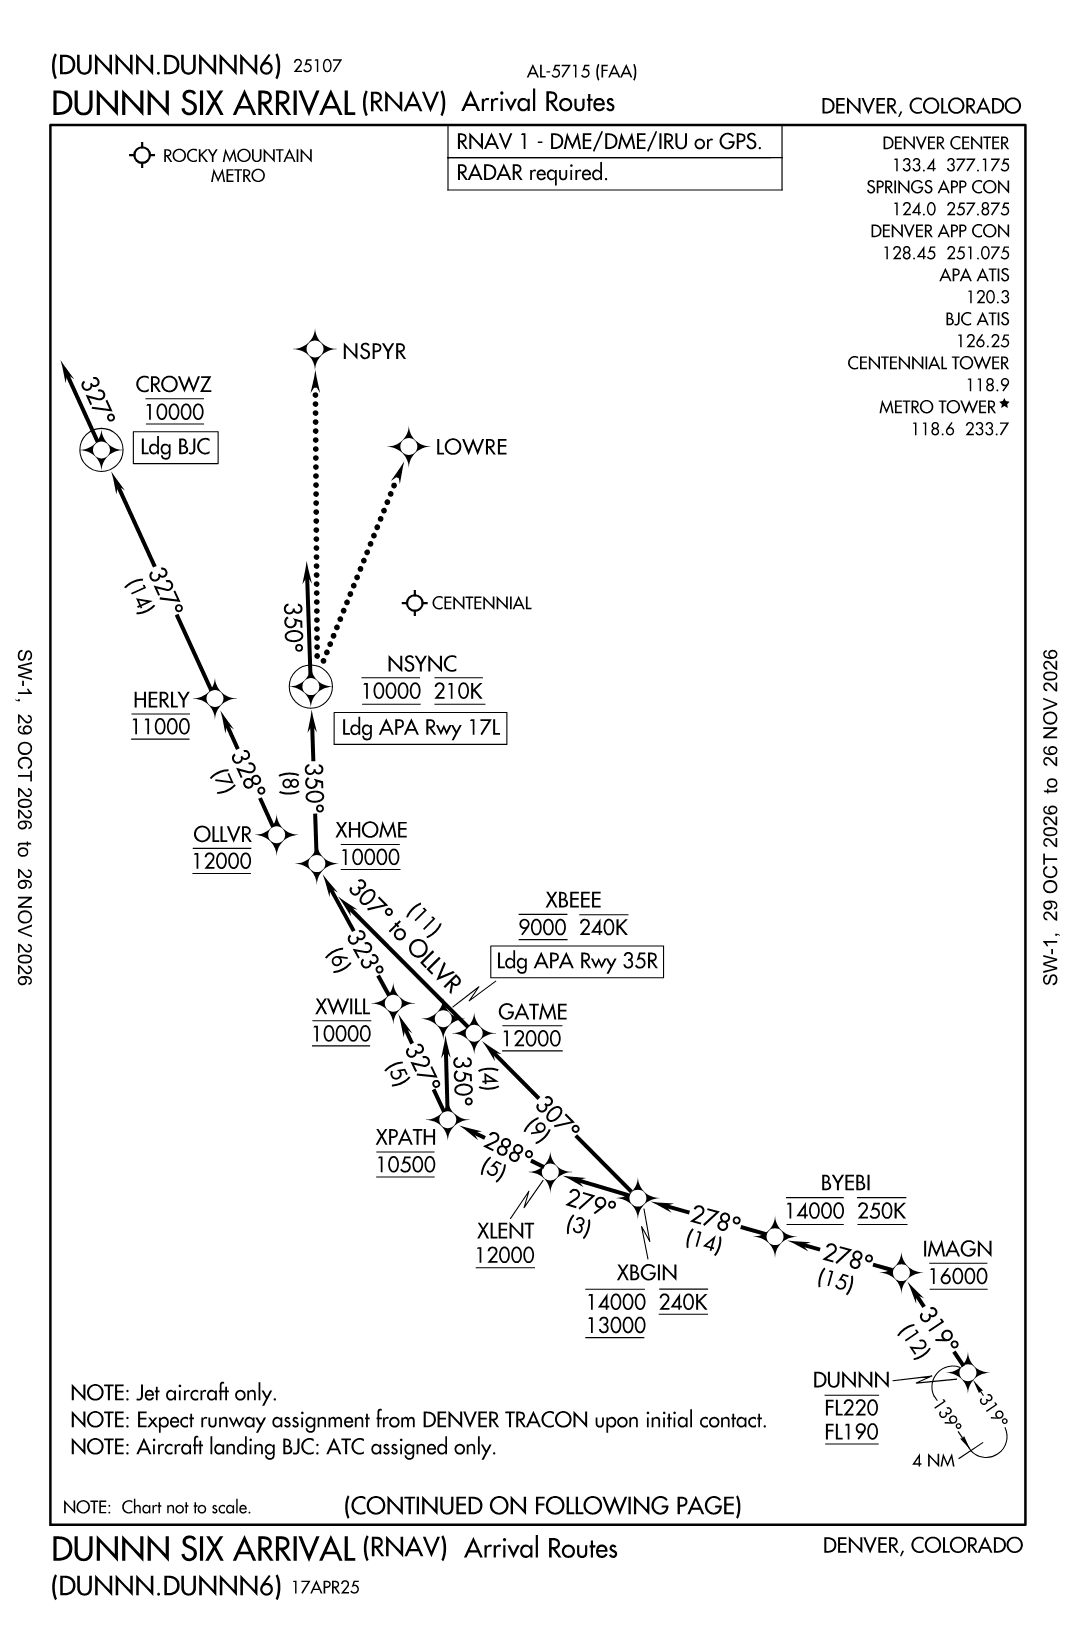 (DUNNN.DUNNN6) 25107
AL-5715 (FAA)
DUNNN SIX ARRIVAL (RNAV) Arrival Routes
DENVER, COLORADO
ROCKY MOUNTAIN
METRO
RNAV 1 - DME/DME/IRU or GPS.
RADAR required.
DENVER CENTER
133.4 377.175
SPRINGS APP CON
124.0 257.875
DENVER APP CON
128.45 251.075
APA ATIS
120.3
BJC ATIS
126.25
CENTENNIAL TOWER
118.9
METRO TOWER★
118.6 233.7
NSPYR
327°
CROWZ
10000
Ldg BJC
LOWRE
327°
(14)
CENTENNIAL
350°
NSYNC
10000 210K
Ldg APA Rwy 17L
HERLY
11000
328°
(7)
350°
(8)
OLLVR
12000
XHOME
10000
307° to OLLVR
(11)
XBEEE
9000 240K
Ldg APA Rwy 35R
323°
(6)
XWILL
10000
GATME
12000
327°
(5)
350°
(4)
307°
(9)
XPATH
10500
288°
(5)
XLENT
12000
279°
(3)
278°
(14)
XBGIN
14000 240K
13000
BYEBI
14000 250K
278°
(15)
IMAGN
16000
319°
(12)
DUNNN
FL220
FL190
139°
319°
4 NM
NOTE: Jet aircraft only.
NOTE: Expect runway assignment from DENVER TRACON upon initial contact.
NOTE: Aircraft landing BJC: ATC assigned only.
NOTE: Chart not to scale.
(CONTINUED ON FOLLOWING PAGE)
DUNNN SIX ARRIVAL (RNAV) Arrival Routes
DENVER, COLORADO
(DUNNN.DUNNN6) 17APR25
SW-1, 29 OCT 2026 to 26 NOV 2026
SW-1, 29 OCT 2026 to 26 NOV 2026